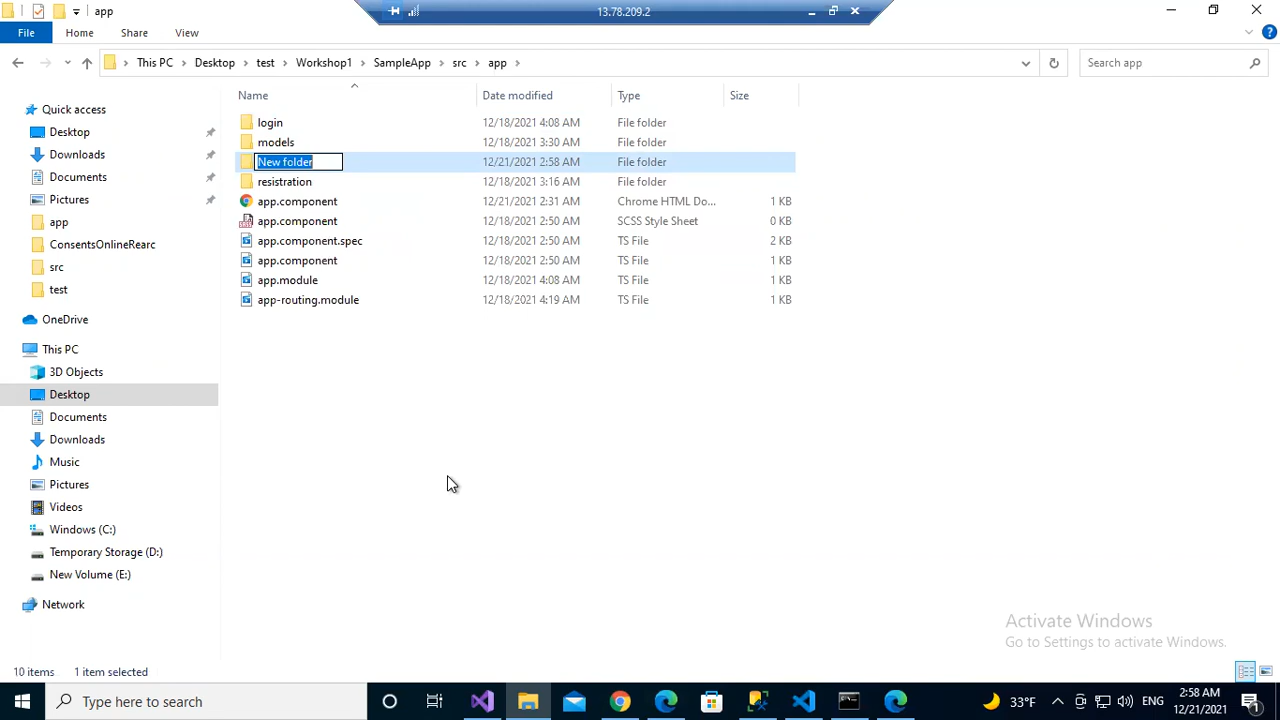 app
13.78.209.2
File Home Share View
This PC Desktop test Workshop1 SampleApp src app
Search app
Name Date modified Type Size
Quick access
Desktop
Downloads
Documents
Pictures
app
ConsentsOnlineRearc
src
test
OneDrive
This PC
3D Objects
Desktop
Documents
Downloads
Music
Pictures
Videos
Windows (C:)
Temporary Storage (D:)
New Volume (E:)
Network
login 12/18/2021 4:08 AM File folder
models 12/18/2021 3:30 AM File folder
New folder 12/21/2021 2:58 AM File folder
resistration 12/18/2021 3:16 AM File folder
app.component 12/21/2021 2:31 AM Chrome HTML Do... 1 KB
app.component 12/18/2021 2:50 AM SCSS Style Sheet 0 KB
app.component.spec 12/18/2021 2:50 AM TS File 2 KB
app.component 12/18/2021 2:50 AM TS File 1 KB
app.module 12/18/2021 4:08 AM TS File 1 KB
app-routing.module 12/18/2021 4:19 AM TS File 1 KB
Activate Windows
Go to Settings to activate Windows.
10 items 1 item selected
Type here to search
33°F
ENG
2:58 AM
12/21/2021
1